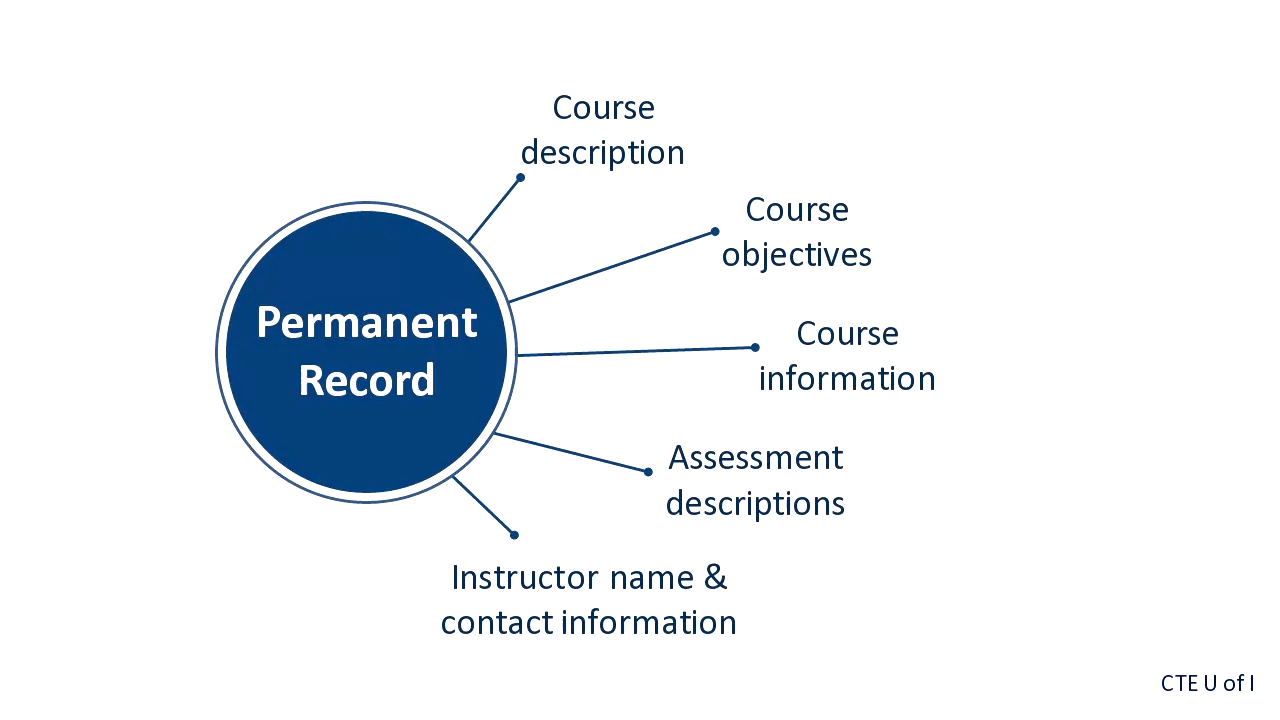 Course
description
Course
objectives
Permanent
Record
Course
information
Assessment
descriptions
Instructor name &
contact information
CTE U of I